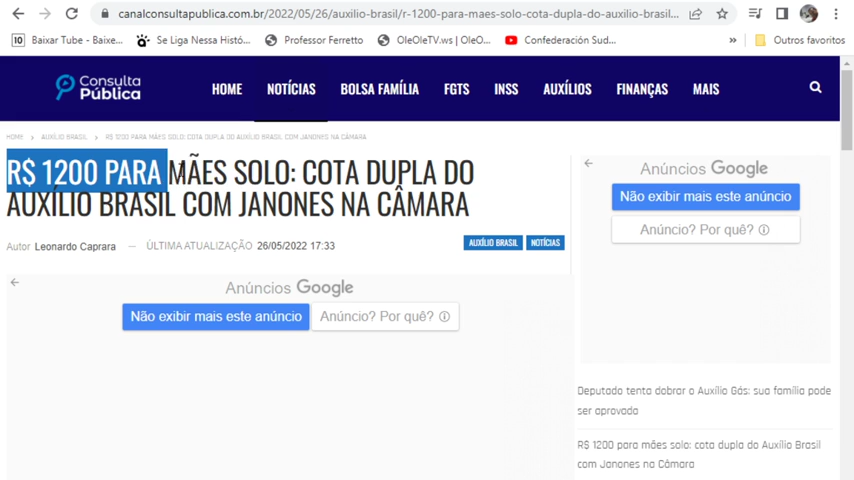 canalconsultapublica.com.br/2022/05/26/auxilio-brasil/r-1200-para-maes-solo-cota-dupla-do-auxilio-brasil...
Baixar Tube - Baixe...
Se Liga Nessa Histó...
Professor Ferretto
OleOleTV.ws | OleO...
Confederación Sud...
»
Outros favoritos
Consulta
Pública
HOME
NOTÍCIAS
BOLSA FAMÍLIA
FGTS
INSS
AUXÍLIOS
FINANÇAS
MAIS
HOME > AUXÍLIO BRASIL > R$ 1200 PARA MÃES SOLO: COTA DUPLA DO AUXÍLIO BRASIL COM JANONES NA CÂMARA
R$ 1200 PARA MÃES SOLO: COTA DUPLA DO
AUXÍLIO BRASIL COM JANONES NA CÂMARA
Autor Leonardo Caprara — ÚLTIMA ATUALIZAÇÃO 26/05/2022 17:33
AUXÍLIO BRASIL
NOTÍCIAS
Anúncios Google
Não exibir mais este anúncio
Anúncio? Por quê?
Anúncios Google
Não exibir mais este anúncio
Anúncio? Por quê?
Deputado tenta dobrar o Auxílio Gás: sua família pode
ser aprovada
R$ 1200 para mães solo: cota dupla do Auxílio Brasil
com Janones na Câmara